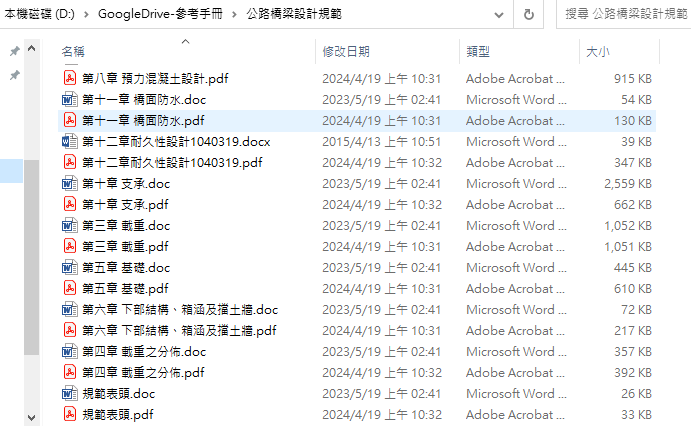 本機磁碟 (D:) > GoogleDrive-參考手冊 > 公路橋梁設計規範 搜尋 公路橋梁設計規範
名稱 修改日期 類型 大小
第八章 預力混凝土設計.pdf 2024/4/19 上午 10:31 Adobe Acrobat ... 915 KB
第十一章 橋面防水.doc 2023/5/19 上午 02:41 Microsoft Word ... 54 KB
第十一章 橋面防水.pdf 2024/4/19 上午 10:31 Adobe Acrobat ... 130 KB
第十二章耐久性設計1040319.docx 2015/4/13 上午 10:51 Microsoft Word ... 39 KB
第十二章耐久性設計1040319.pdf 2024/4/19 上午 10:32 Adobe Acrobat ... 347 KB
第十章 支承.doc 2023/5/19 上午 02:41 Microsoft Word ... 2,559 KB
第十章 支承.pdf 2024/4/19 上午 10:32 Adobe Acrobat ... 662 KB
第三章 載重.doc 2023/5/19 上午 02:41 Microsoft Word ... 1,052 KB
第三章 載重.pdf 2024/4/19 上午 10:31 Adobe Acrobat ... 1,051 KB
第五章 基礎.doc 2023/5/19 上午 02:41 Microsoft Word ... 445 KB
第五章 基礎.pdf 2024/4/19 上午 10:31 Adobe Acrobat ... 610 KB
第六章 下部結構、箱涵及擋土牆.doc 2023/5/19 上午 02:41 Microsoft Word ... 72 KB
第六章 下部結構、箱涵及擋土牆.pdf 2024/4/19 上午 10:31 Adobe Acrobat ... 217 KB
第四章 載重之分佈.doc 2023/5/19 上午 02:41 Microsoft Word ... 357 KB
第四章 載重之分佈.pdf 2024/4/19 上午 10:32 Adobe Acrobat ... 392 KB
規範表頭.doc 2023/5/19 上午 02:41 Microsoft Word ... 26 KB
規範表頭.pdf 2024/4/19 上午 10:32 Adobe Acrobat ... 33 KB